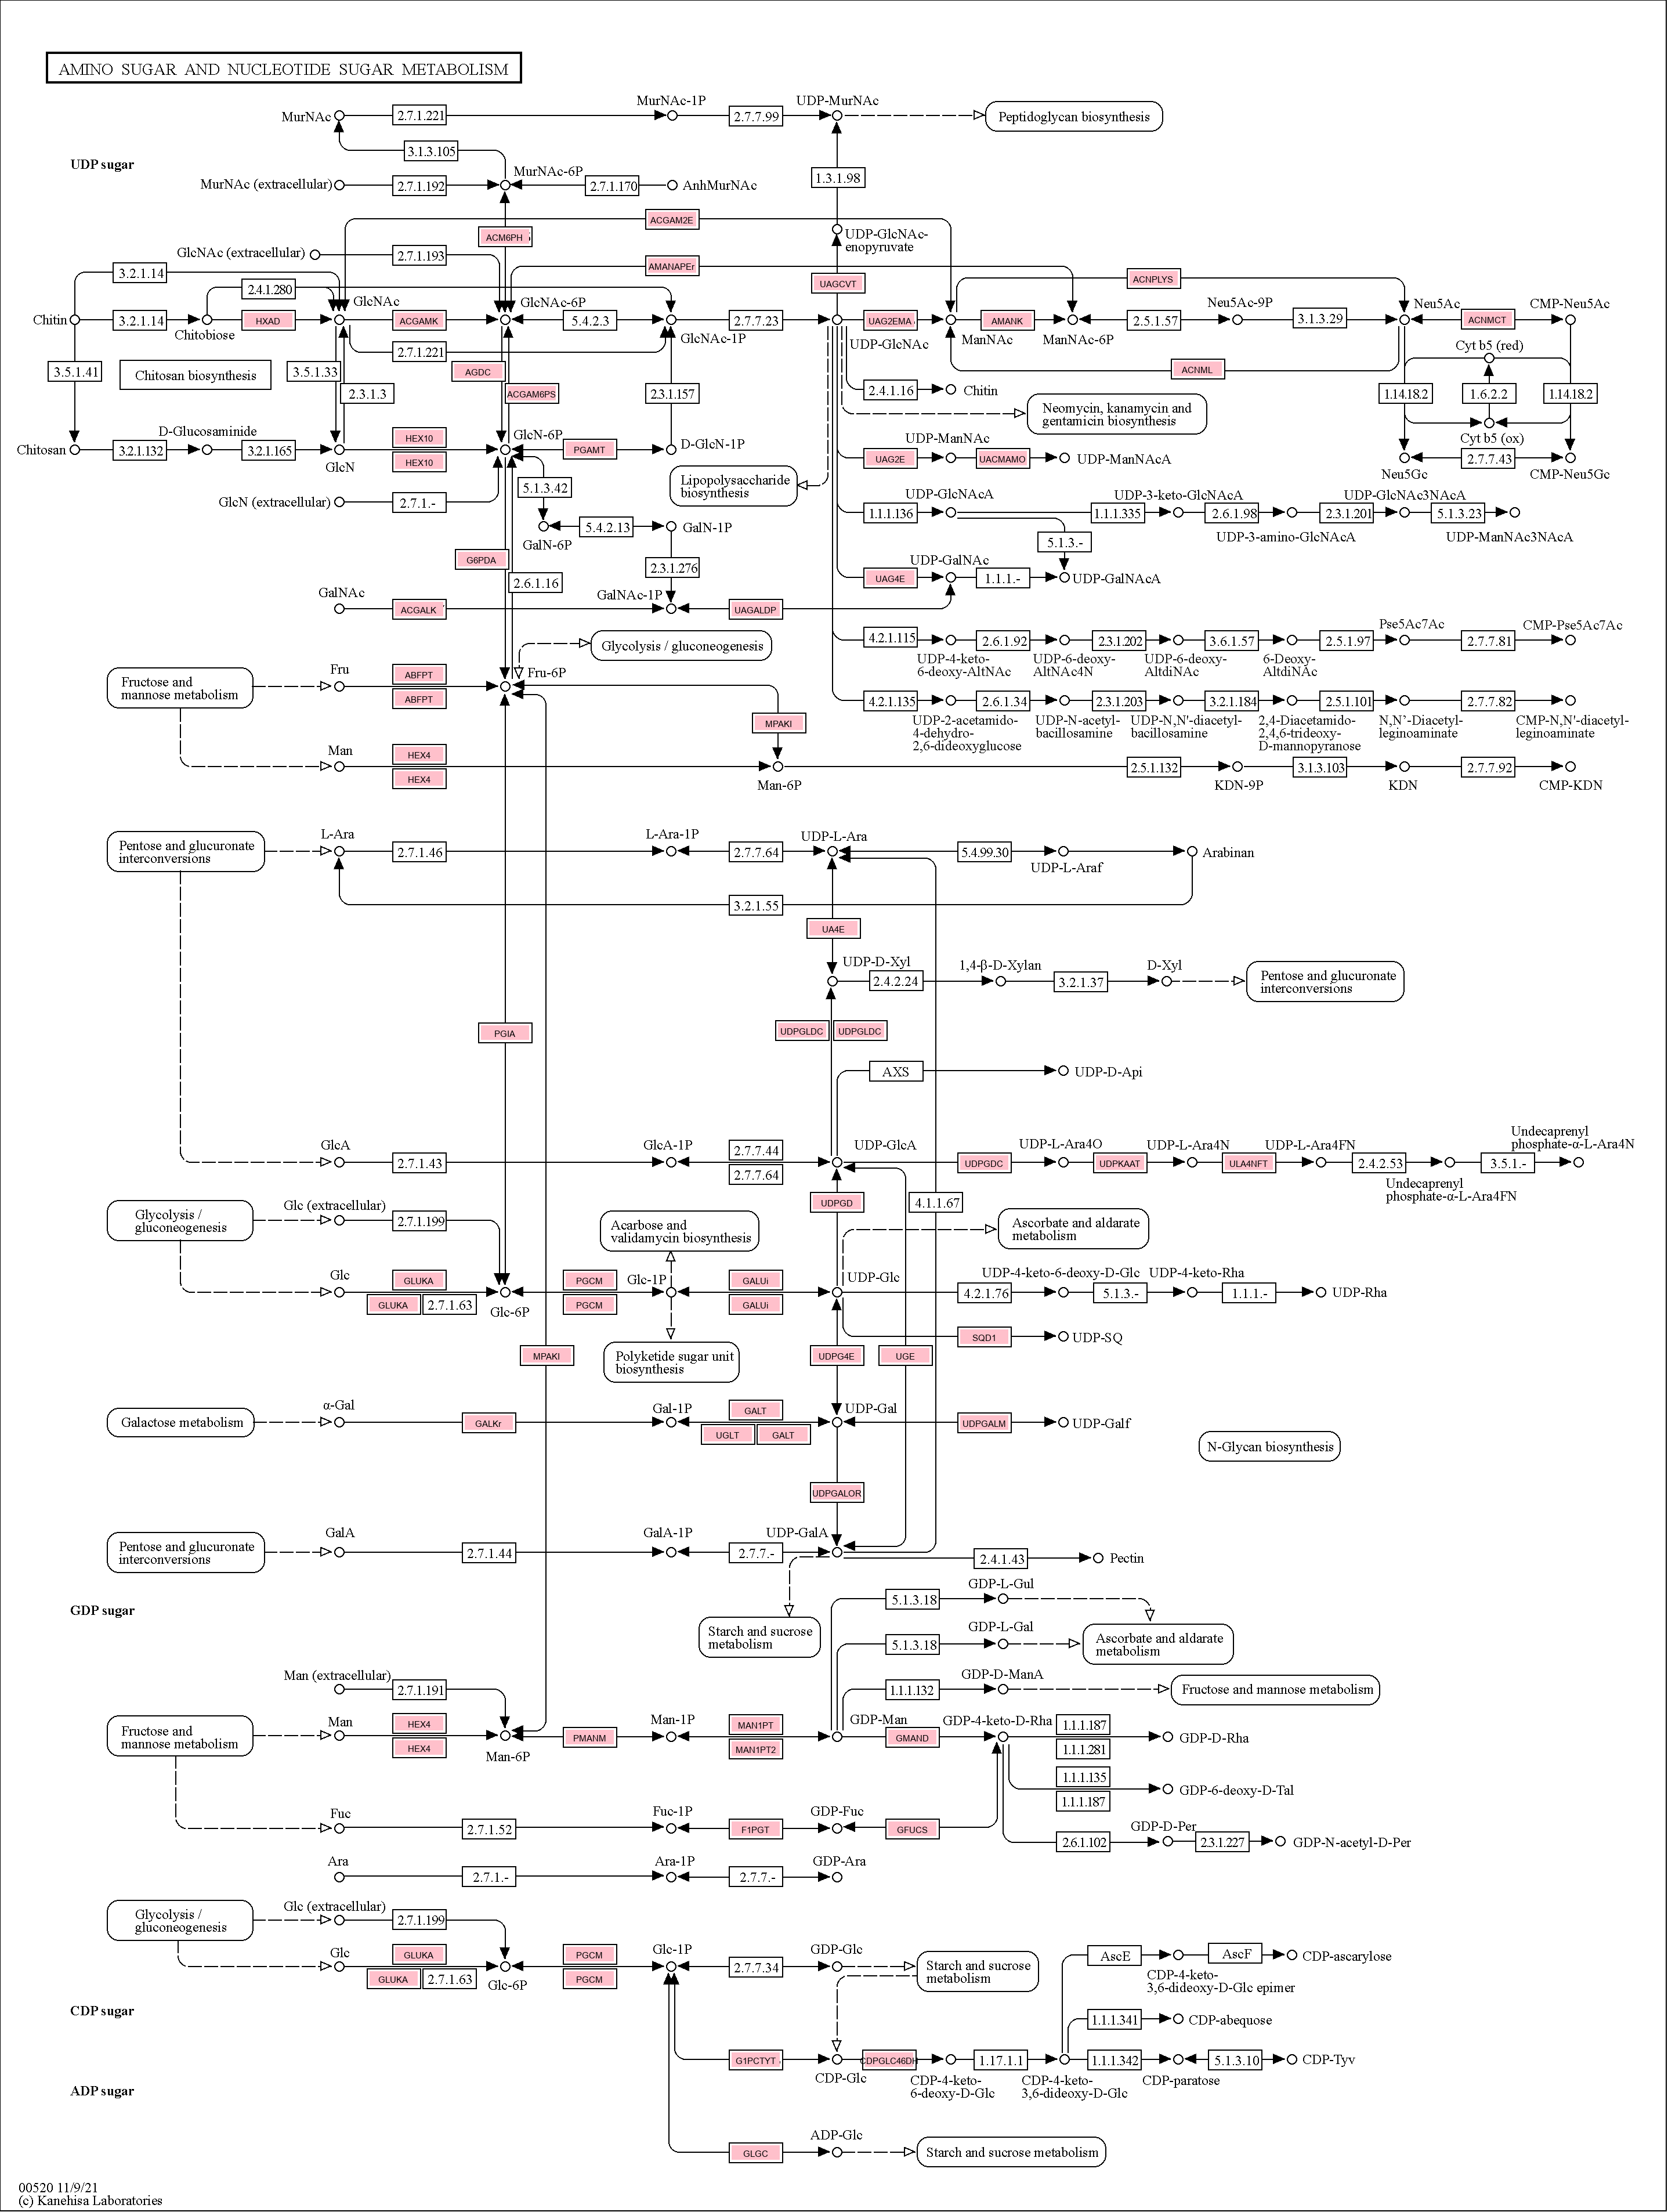 AMINO SUGAR AND NUCLEOTIDE SUGAR METABOLISM
MurNAc
2.7.1.221
MurNAc-1P
2.7.7.99
UDP-MurNAc
Peptidoglycan biosynthesis
3.1.3.105
UDP sugar
MurNAc-6P
MurNAc (extracellular)
2.7.1.192
2.7.1.170
AnhMurNAc
1.3.1.98
ACGAM2E
ACM6PH
UDP-GlcNAc-
enopyruvate
GlcNAc (extracellular)
2.7.1.193
AMANAPEr
3.2.1.14
2.4.1.280
UAGCVT
ACNPLYS
GlcNAc
GlcNAc-6P
Neu5Ac-9P
Neu5Ac
CMP-Neu5Ac
Chitin
3.2.1.14
Chitobiose
HXAD
ACGAMK
5.4.2.3
GlcNAc-1P
2.7.7.23
UDP-GlcNAc
UAG2EMA
ManNAc
AMANK
ManNAc-6P
2.5.1.57
3.1.3.29
ACNMCT
2.7.1.221
Cyt b5 (red)
3.5.1.41
Chitosan biosynthesis
3.5.1.33
AGDC
ACNML
2.3.1.3
ACGAM6PS
2.3.1.157
2.4.1.16
Chitin
1.14.18.2
1.6.2.2
1.14.18.2
Neomycin, kanamycin and
gentamicin biosynthesis
D-Glucosaminide
HEX10
GlcN-6P
UDP-ManNAc
Cyt b5 (ox)
Chitosan
3.2.1.132
3.2.1.165
GlcN
HEX10
PGAMT
D-GlcN-1P
UAG2E
UACMAMO
UDP-ManNAcA
Neu5Gc
2.7.7.43
CMP-Neu5Gc
Lipopolysaccharide
biosynthesis
5.1.3.42
GlcN (extracellular)
2.7.1.-
UDP-GlcNAcA
UDP-3-keto-GlcNAcA
UDP-GlcNAc3NAcA
1.1.1.136
1.1.1.335
2.6.1.98
2.3.1.201
5.1.3.23
5.4.2.13
GalN-1P
GalN-6P
5.1.3.-
UDP-3-amino-GlcNAcA
UDP-ManNAc3NAcA
G6PDA
2.6.1.16
2.3.1.276
UDP-GalNAc
UAG4E
1.1.1.-
UDP-GalNAcA
GalNAc
GalNAc-1P
ACGALK
UAGALDP
Glycolysis / gluconeogenesis
4.2.1.115
2.6.1.92
2.3.1.202
3.6.1.57
2.5.1.97
Pse5Ac7Ac
2.7.7.81
CMP-Pse5Ac7Ac
UDP-4-keto-
6-deoxy-AltNAc
UDP-6-deoxy-
AltNAc4N
UDP-6-deoxy-
AltdiNAc
6-Deoxy-
AltdiNAc
Fructose and
mannose metabolism
Fru
ABFPT
ABFPT
Fru-6P
4.2.1.135
2.6.1.34
2.3.1.203
3.2.1.184
2.5.1.101
2.7.7.82
MPAKI
UDP-2-acetamido-
4-dehydro-
2,6-dideoxyglucose
UDP-N-acetyl-
bacillosamine
UDP-N,N'-diacetyl-
bacillosamine
2,4-Diacetamido-
2,4,6-trideoxy-
D-mannopyranose
N,N'-Diacetyl-
leginoaminate
CMP-N,N'-diacetyl-
leginoaminate
Man
HEX4
HEX4
Man-6P
2.5.1.132
KDN-9P
3.1.3.103
KDN
2.7.7.92
CMP-KDN
Pentose and glucuronate
interconversions
L-Ara
2.7.1.46
L-Ara-1P
2.7.7.64
UDP-L-Ara
5.4.99.30
UDP-L-Araf
Arabinan
3.2.1.55
UA4E
UDP-D-Xyl
2.4.2.24
1,4-β-D-Xylan
3.2.1.37
D-Xyl
Pentose and glucuronate
interconversions
PGIA
UDPGLDC
UDPGLDC
AXS
UDP-D-Api
GlcA
2.7.1.43
GlcA-1P
2.7.7.44
2.7.7.64
UDP-GlcA
UDPGDC
UDP-L-Ara4O
UDPKAAT
UDP-L-Ara4N
ULA4NFT
UDP-L-Ara4FN
2.4.2.53
Undecaprenyl
phosphate-α-L-Ara4FN
3.5.1.-
Undecaprenyl
phosphate-α-L-Ara4N
UDPGD
4.1.1.67
Glycolysis /
gluconeogenesis
Glc (extracellular)
2.7.1.199
Acarbose and
validamycin biosynthesis
Ascorbate and aldarate
metabolism
Glc
GLUKA
GLUKA
2.7.1.63
Glc-6P
PGCM
PGCM
Glc-1P
GALUi
GALUi
UDP-Glc
UDP-4-keto-6-deoxy-D-Glc
UDP-4-keto-Rha
4.2.1.76
5.1.3.-
1.1.1.-
UDP-Rha
SQD1
UDP-SQ
MPAKI
Polyketide sugar unit
biosynthesis
UDPG4E
UGE
Galactose metabolism
α-Gal
GALKr
Gal-1P
GALT
UGLT
GALT
UDP-Gal
UDPGALM
UDP-Galf
N-Glycan biosynthesis
UDPGALOR
Pentose and glucuronate
interconversions
GalA
2.7.1.44
GalA-1P
2.7.7.-
UDP-GalA
2.4.1.43
Pectin
GDP sugar
Starch and sucrose
metabolism
5.1.3.18
GDP-L-Gul
5.1.3.18
GDP-L-Gal
Ascorbate and aldarate
metabolism
Man (extracellular)
2.7.1.191
1.1.1.132
GDP-D-ManA
Fructose and mannose metabolism
Fructose and
mannose metabolism
Man
HEX4
HEX4
Man-6P
PMANM
Man-1P
MAN1PT
MAN1PT2
GDP-Man
GMAND
GDP-4-keto-D-Rha
1.1.1.187
1.1.1.281
GDP-D-Rha
1.1.1.135
1.1.1.187
GDP-6-deoxy-D-Tal
Fuc
2.7.1.52
Fuc-1P
F1PGT
GDP-Fuc
GFUCS
2.6.1.102
GDP-D-Per
2.3.1.227
GDP-N-acetyl-D-Per
Ara
2.7.1.-
Ara-1P
2.7.7.-
GDP-Ara
Glycolysis /
gluconeogenesis
Glc (extracellular)
2.7.1.199
Glc
GLUKA
GLUKA
2.7.1.63
Glc-6P
PGCM
PGCM
Glc-1P
2.7.7.34
GDP-Glc
Starch and sucrose
metabolism
AscE
AscF
CDP-ascarylose
CDP-4-keto-
3,6-dideoxy-D-Glc epimer
CDP sugar
1.1.1.341
CDP-abequose
G1PCTYT
CDP-Glc
CDPGLC46DH
CDP-4-keto-
6-deoxy-D-Glc
1.17.1.1
CDP-4-keto-
3,6-dideoxy-D-Glc
1.1.1.342
CDP-paratose
5.1.3.10
CDP-Tyv
ADP sugar
GLGC
ADP-Glc
Starch and sucrose metabolism
00520 11/9/21
(c) Kanehisa Laboratories